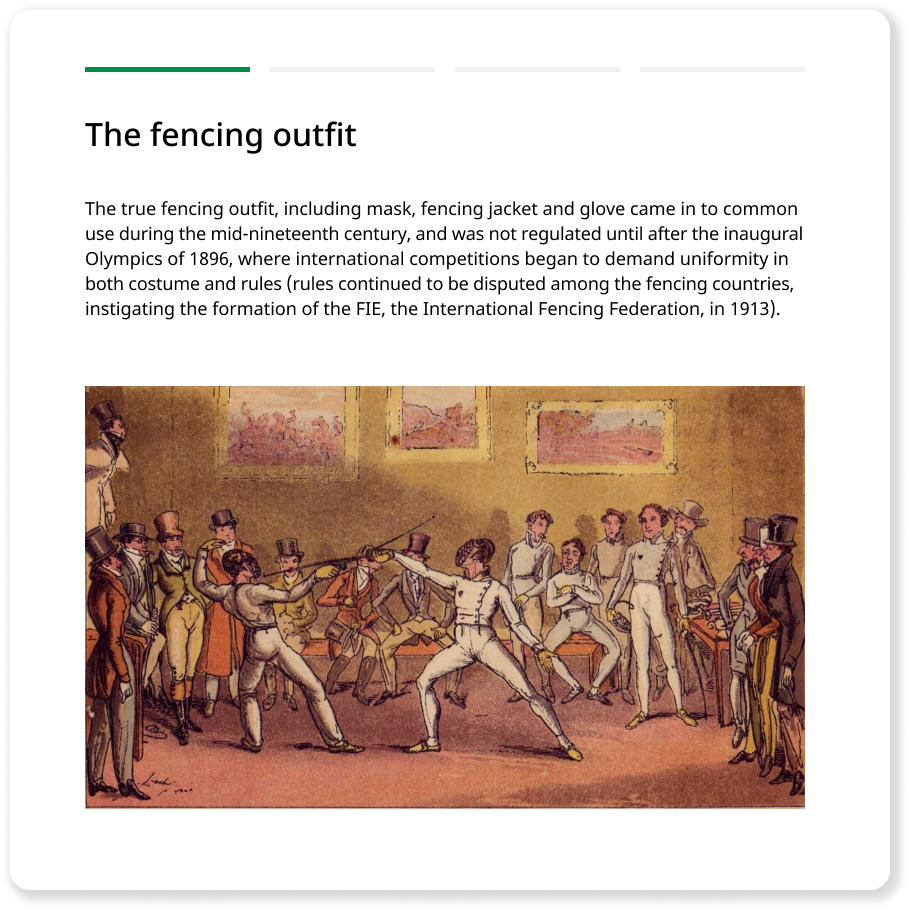 The fencing outfit
The true fencing outfit, including mask, fencing jacket and glove came in to common
use during the mid-nineteenth century, and was not regulated until after the inaugural
Olympics of 1896, where international competitions began to demand uniformity in
both costume and rules (rules continued to be disputed among the fencing countries,
instigating the formation of the FIE, the International Fencing Federation, in 1913).